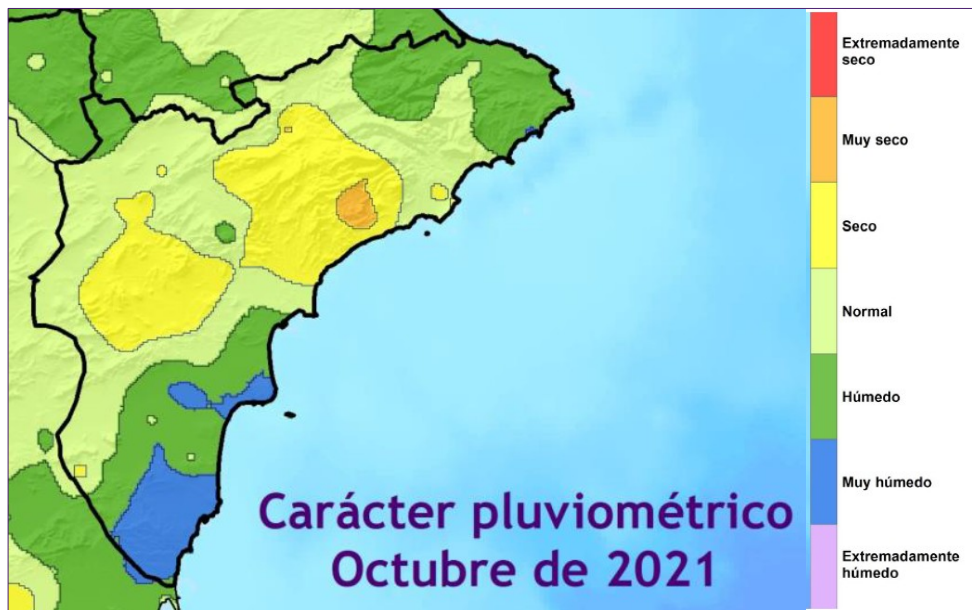 Extremadamente
seco
Muy seco
Seco
Normal
Húmedo
Muy húmedo
Extremadamente
húmedo
Carácter pluviométrico
Octubre de 2021